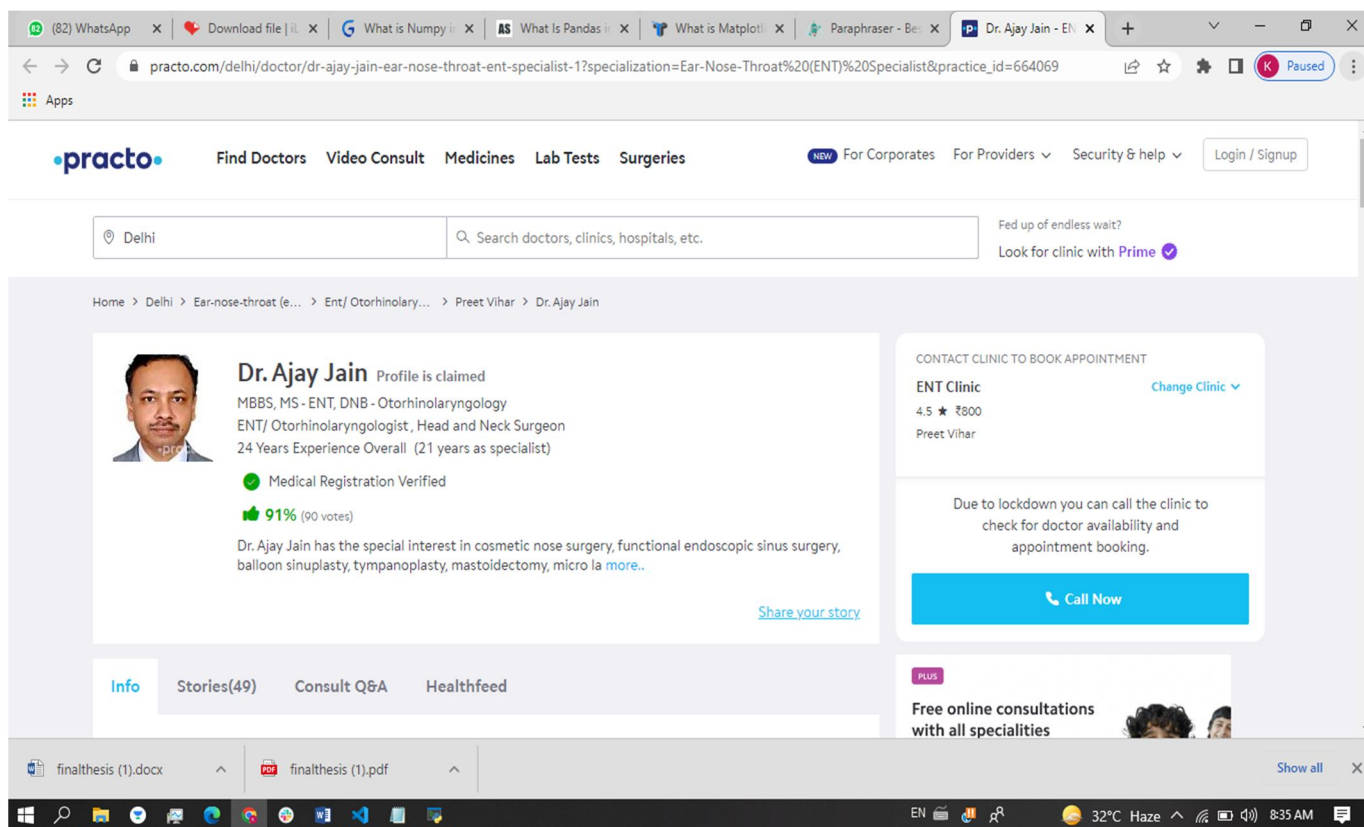 (82) WhatsApp
Download file | iL
What is Numpy in
What Is Pandas in
What is Matplotli
Paraphraser - Bes
Dr. Ajay Jain - EN
practo.com/delhi/doctor/dr-ajay-jain-ear-nose-throat-ent-specialist-1?specialization=Ear-Nose-Throat%20(ENT)%20Specialist&practice_id=664069
K Paused
Apps
•practo•
Find Doctors Video Consult Medicines Lab Tests Surgeries
NEW For Corporates For Providers Security & help Login / Signup
Delhi
Search doctors, clinics, hospitals, etc.
Fed up of endless wait?
Look for clinic with Prime
Home > Delhi > Ear-nose-throat (e... > Ent/ Otorhinolary... > Preet Vihar > Dr. Ajay Jain
Dr. Ajay Jain Profile is claimed
MBBS, MS - ENT, DNB - Otorhinolaryngology
ENT/ Otorhinolaryngologist, Head and Neck Surgeon
24 Years Experience Overall (21 years as specialist)
Medical Registration Verified
91% (90 votes)
Dr. Ajay Jain has the special interest in cosmetic nose surgery, functional endoscopic sinus surgery,
balloon sinuplasty, tympanoplasty, mastoidectomy, micro la more..
Share your story
CONTACT CLINIC TO BOOK APPOINTMENT
ENT Clinic Change Clinic
4.5 ★ ₹800
Preet Vihar
Due to lockdown you can call the clinic to
check for doctor availability and
appointment booking.
Call Now
Info Stories(49) Consult Q&A Healthfeed
PLUS
Free online consultations
with all specialities
finalthesis (1).docx
PDF
finalthesis (1).pdf
Show all
EN
32°C Haze
8:35 AM